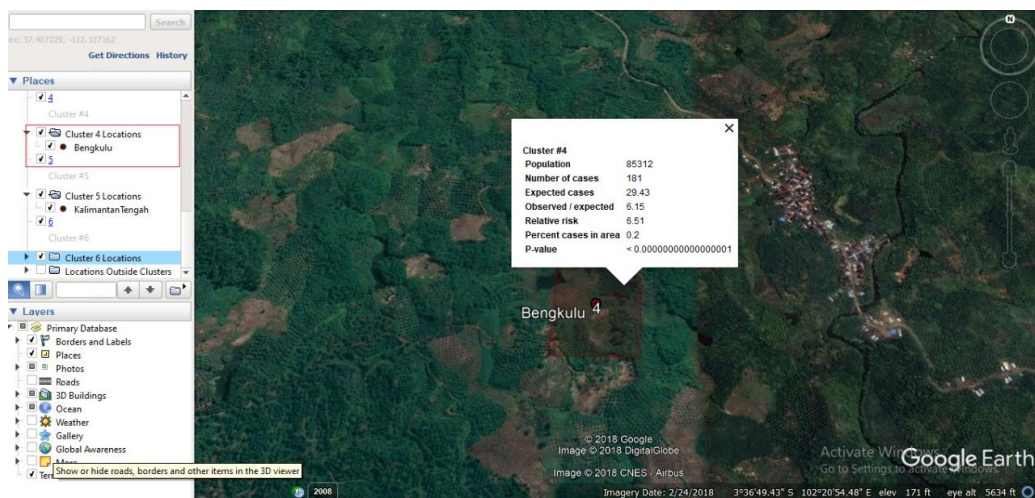 Search
ex: 37.407229, -122.107162
Get Directions History
Places
4
Cluster #4
Cluster 4 Locations
Bengkulu
5
Cluster #5
Cluster 5 Locations
KalimantanTengah
6
Cluster #6
Cluster 6 Locations
Locations Outside Clusters
Layers
Primary Database
Borders and Labels
Places
Photos
Roads
3D Buildings
Ocean
Weather
Gallery
Global Awareness
Show or hide roads, borders and other items in the 3D viewer
N
Cluster #4
Population 85312
Number of cases 181
Expected cases 29.43
Observed / expected 6.15
Relative risk 6.51
Percent cases in area 0.2
P-value < 0.00000000000000001
Bengkulu 4
© 2018 Google
Image © 2018 DigitalGlobe
Image © 2018 CNES / Airbus
Activate Windows
Go to Settings to activate Windows.
Google Earth
2008
Imagery Date: 2/24/2018 3°36'49.43" S 102°20'54.48" E elev 171 ft eye alt 5634 ft